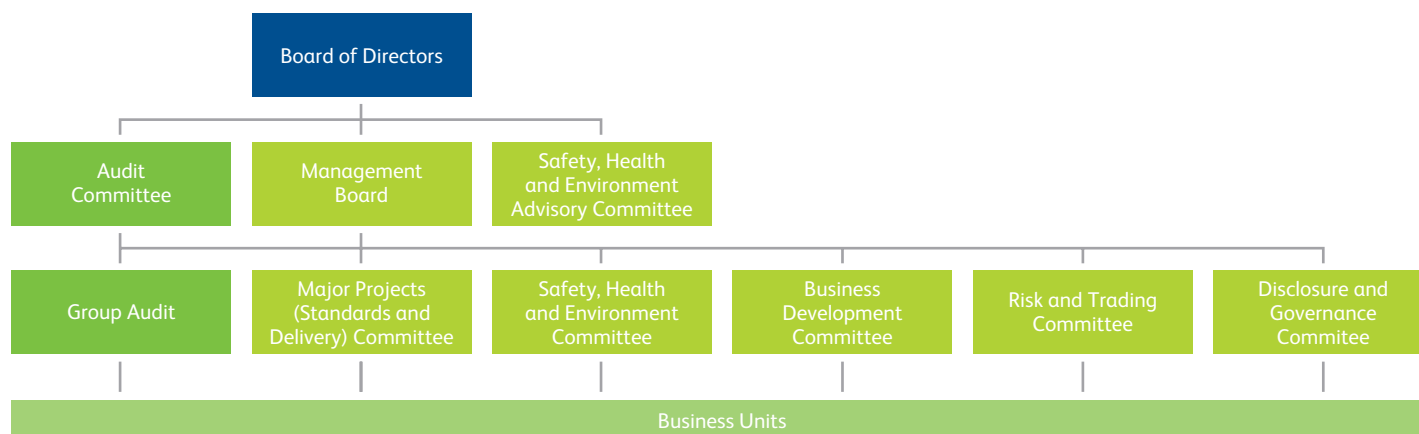 Board of Directors
Audit
Committee
Management
Board
Safety, Health
and Environment
Advisory Committee
Group Audit
Major Projects
(Standards and
Delivery) Committee
Safety, Health
and Environment
Committee
Business
Development
Committee
Risk and Trading
Committee
Disclosure and
Governance
Commitee
Business Units